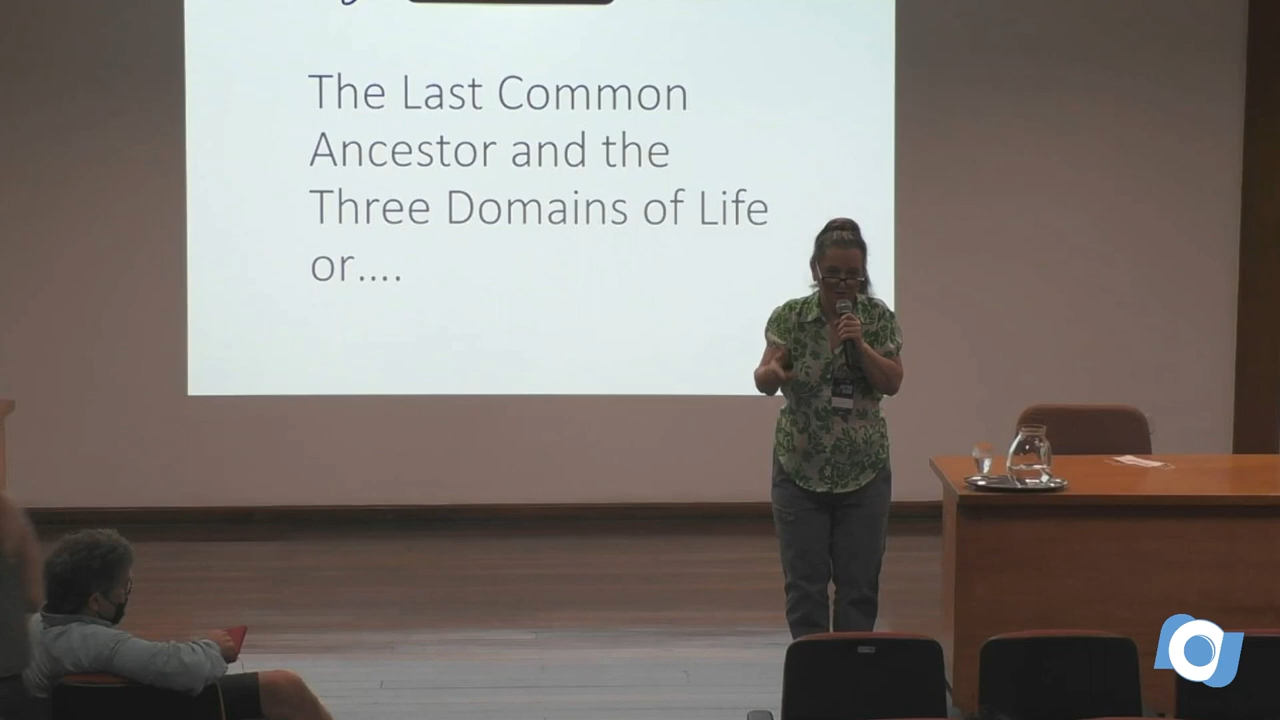 The Last Common
Ancestor and the
Three Domains of Life
or....